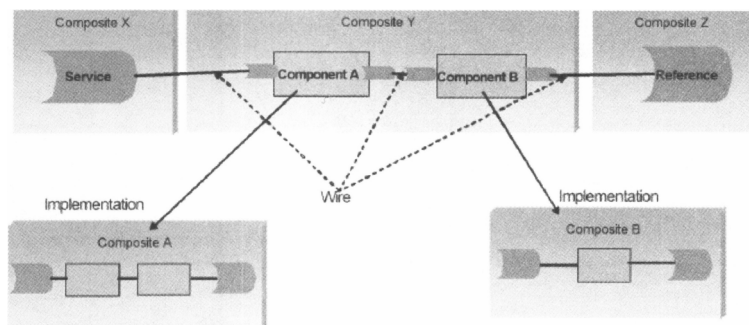 Composite X
Composite Y
Composite Z
Service
Component A
Component B
Reference
Wire
Implementation
Implementation
Composite A
Composite B